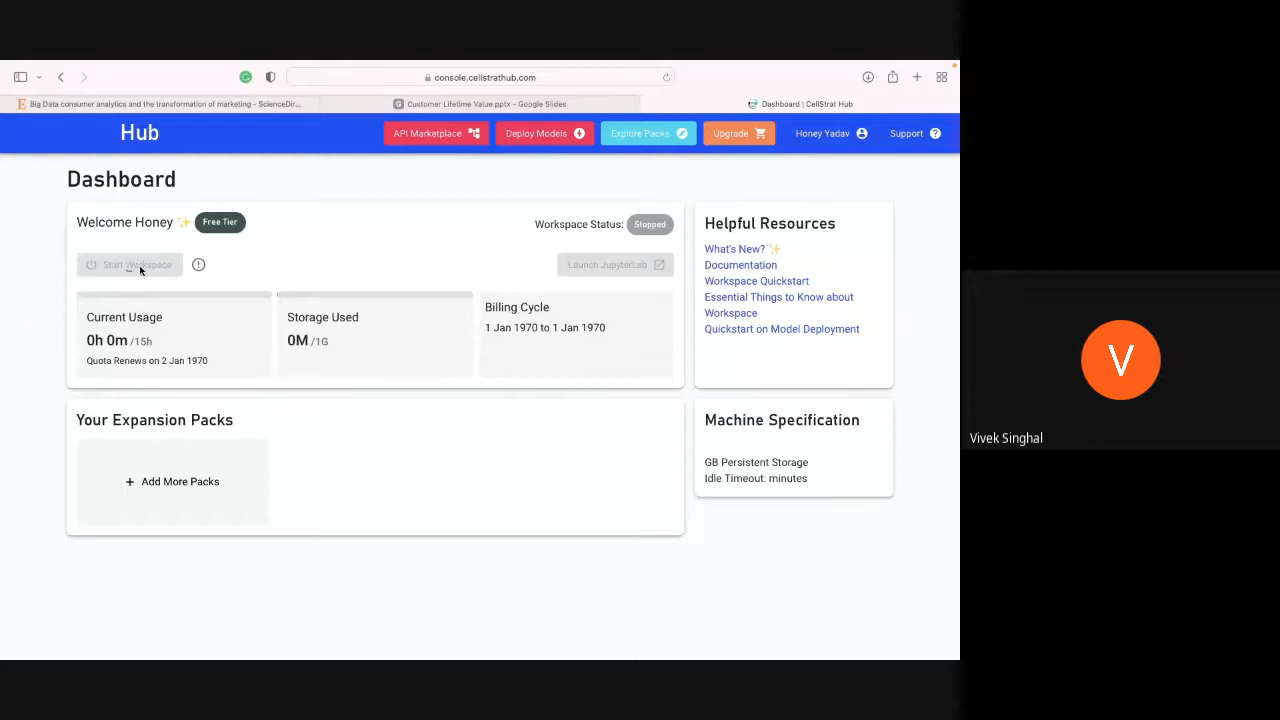 console.cellstrathub.com
Big Data consumer analytics and the transformation of marketing - ScienceDir...
Customer Lifetime Value.pptx - Google Slides
Dashboard | CellStrat Hub
Hub
API Marketplace
Deploy Models
Explore Packs
Upgrade
Honey Yadav
Support
Dashboard
Welcome Honey ✨
Free Tier
Workspace Status:
Stopped
Start Workspace
Launch JupyterLab
Current Usage
0h 0m /15h
Quota Renews on 2 Jan 1970
Storage Used
0M /1G
Billing Cycle
1 Jan 1970 to 1 Jan 1970
Helpful Resources
What's New? ✨
Documentation
Workspace Quickstart
Essential Things to Know about
Workspace
Quickstart on Model Deployment
Your Expansion Packs
+ Add More Packs
Machine Specification
GB Persistent Storage
Idle Timeout: minutes
V
Vivek Singhal